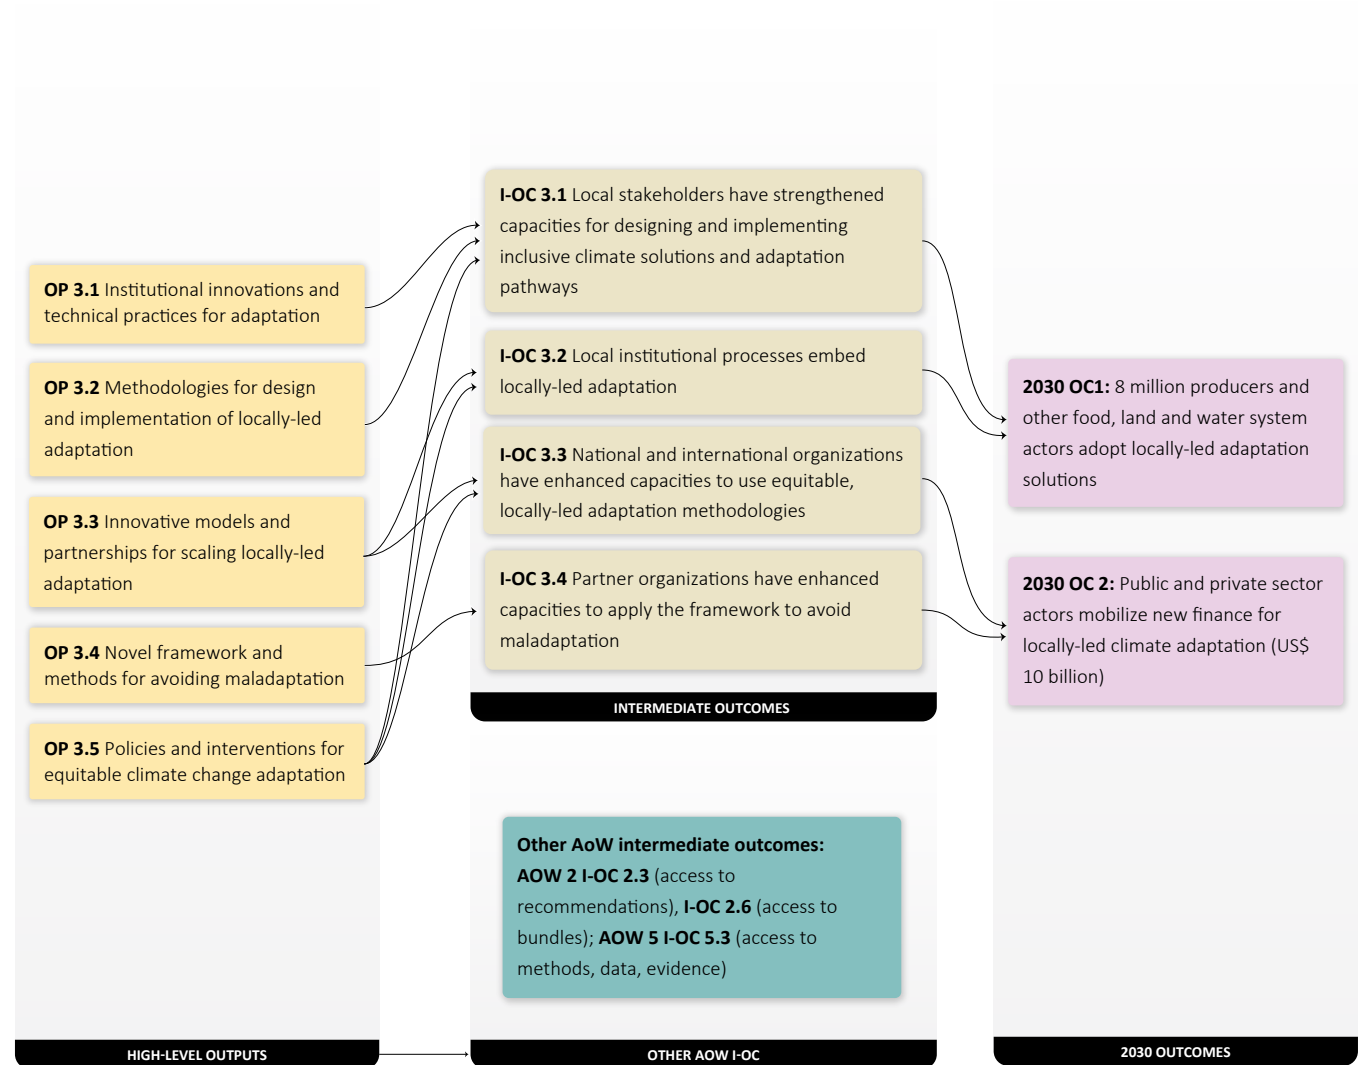 OP 3.1 Institutional innovations and
technical practices for adaptation
OP 3.2 Methodologies for design
and implementation of locally-led
adaptation
OP 3.3 Innovative models and
partnerships for scaling locally-led
adaptation
OP 3.4 Novel framework and
methods for avoiding maladaptation
OP 3.5 Policies and interventions for
equitable climate change adaptation
HIGH-LEVEL OUTPUTS
I-OC 3.1 Local stakeholders have strengthened
capacities for designing and implementing
inclusive climate solutions and adaptation
pathways
I-OC 3.2 Local institutional processes embed
locally-led adaptation
I-OC 3.3 National and international organizations
have enhanced capacities to use equitable,
locally-led adaptation methodologies
I-OC 3.4 Partner organizations have enhanced
capacities to apply the framework to avoid
maladaptation
INTERMEDIATE OUTCOMES
Other AoW intermediate outcomes:
AOW 2 I-OC 2.3 (access to
recommendations), I-OC 2.6 (access to
bundles); AOW 5 I-OC 5.3 (access to
methods, data, evidence)
OTHER AOW I-OC
2030 OC1: 8 million producers and
other food, land and water system
actors adopt locally-led adaptation
solutions
2030 OC 2: Public and private sector
actors mobilize new finance for
locally-led climate adaptation (US$
10 billion)
2030 OUTCOMES